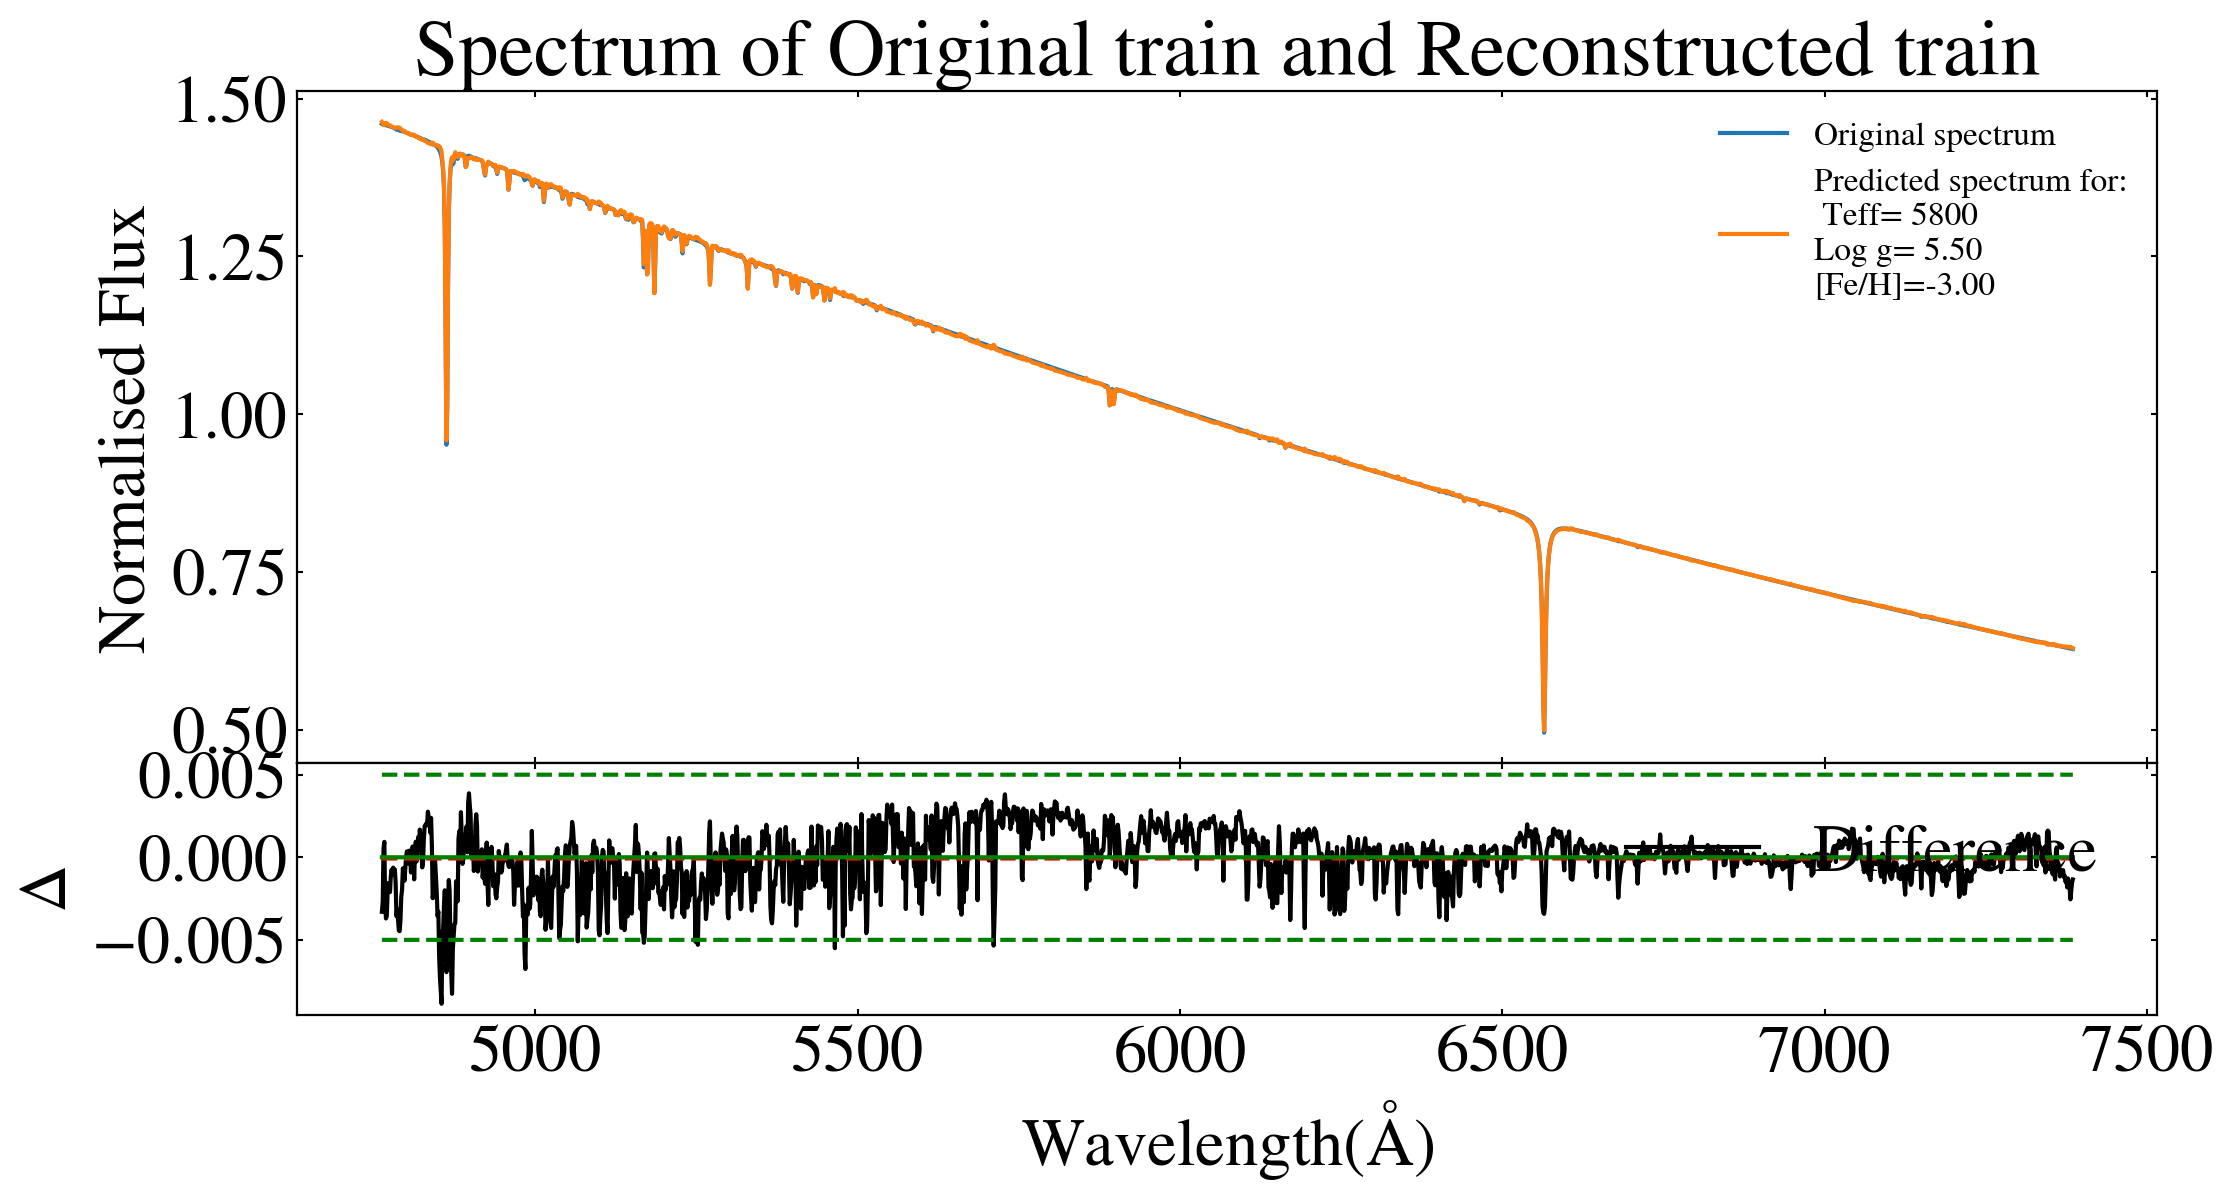 Spectrum of Original train and Reconstructed train
Normalised Flux
1.50
1.25
1.00
0.75
0.50
Original spectrum
Predicted spectrum for:
Teff= 5800
Log g= 5.50
[Fe/H]=-3.00
Δ
0.005
0.000
−0.005
Difference
5000 5500 6000 6500 7000 7500
Wavelength(Å)